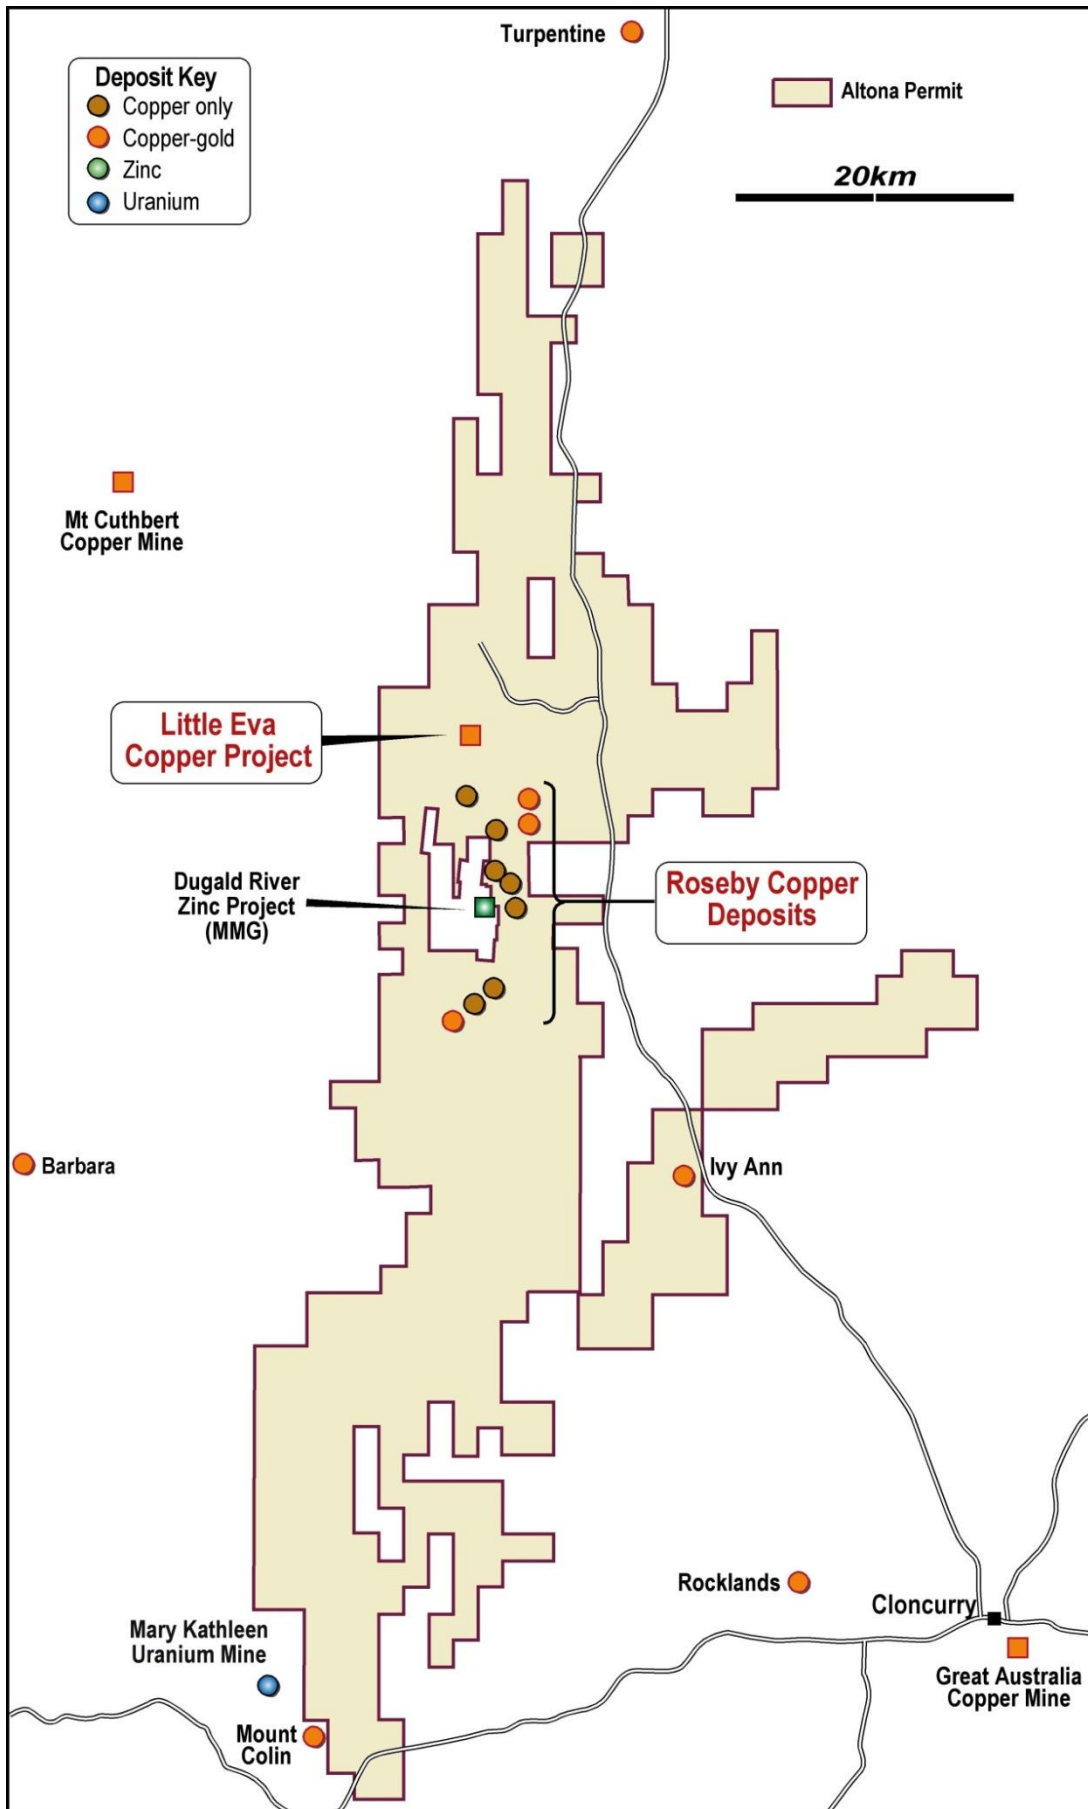 Turpentine
Deposit Key
Copper only
Copper-gold
Zinc
Uranium
Altona Permit
20km
Mt Cuthbert
Copper Mine
Little Eva
Copper Project
Dugald River
Zinc Project
(MMG)
Roseby Copper
Deposits
Barbara
Ivy Ann
Rocklands
Cloncurry
Mary Kathleen
Uranium Mine
Great Australia
Copper Mine
Mount
Colin